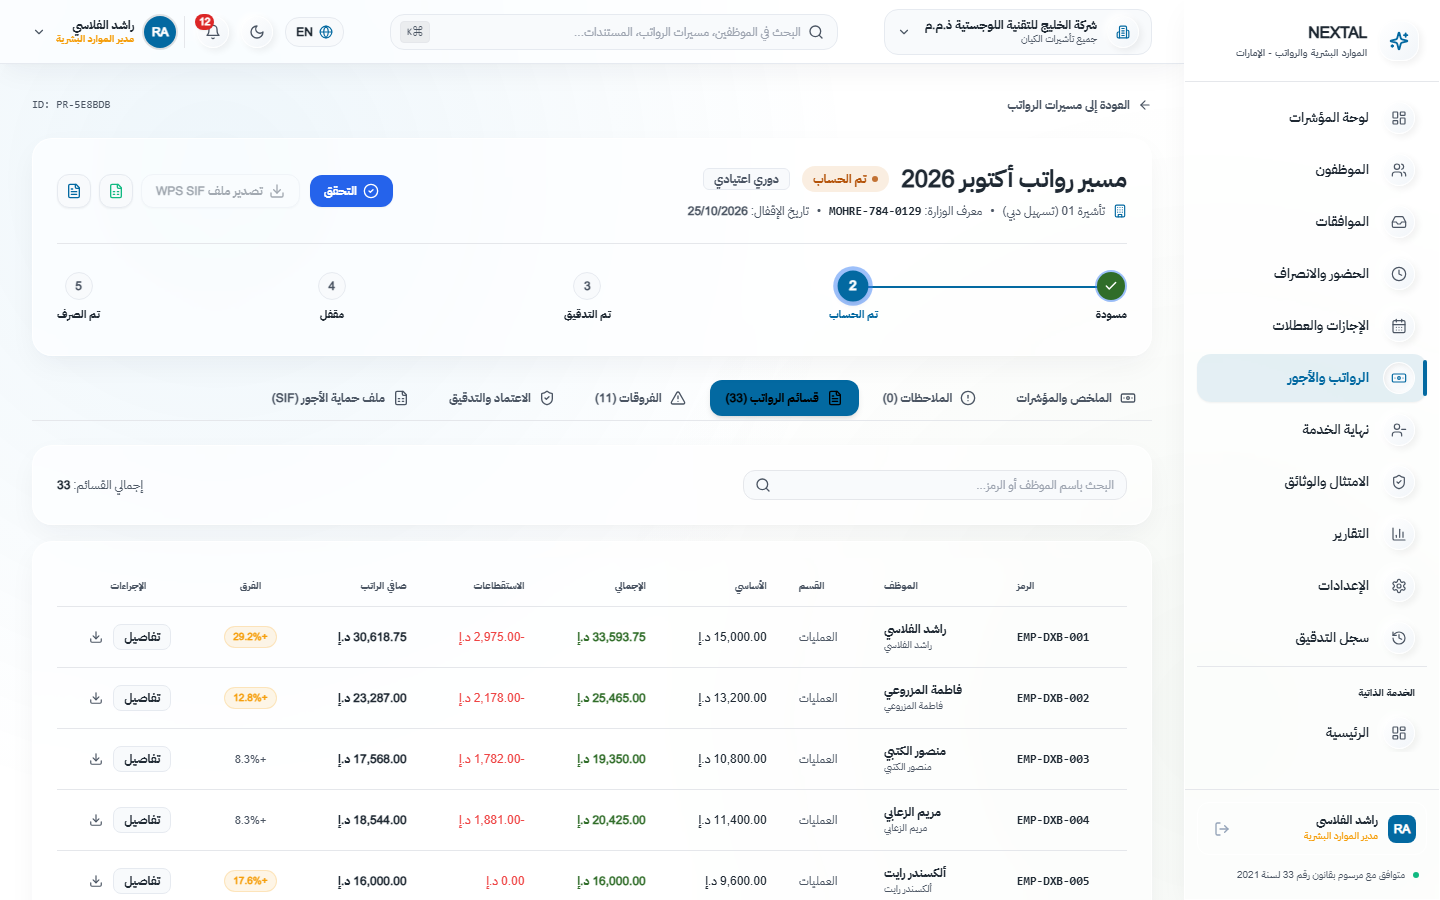 NEXTAL
الموارد البشرية والرواتب - الإمارات
لوحة المؤشرات
الموظفون
الموافقات
الحضور والانصراف
الإجازات والعطلات
الرواتب والأجور
نهاية الخدمة
الامتثال والوثائق
التقارير
الإعدادات
سجل التدقيق
الخدمة الذاتية
الرئيسية
RA
راشد الفلاسي
مدير الموارد البشرية
متوافق مع مرسوم بقانون رقم 33 لسنة 2021
شركة الخليج للتقنية اللوجستية ذ.م.م
جميع تأشيرات الكيان
البحث في الموظفين، مسيرات الرواتب، المستندات...
⌘K
EN
12
RA
راشد الفلاسي
مدير الموارد البشرية
العودة إلى مسيرات الرواتب
ID: PR-5E8BDB
مسير رواتب أكتوبر 2026
تم الحساب
دوري اعتيادي
تأشيرة 01 (تسهيل دبي) • معرف الوزارة: MOHRE-784-0129 • تاريخ الإقفال: 25/10/2026
التحقق
تصدير ملف WPS SIF
مسودة
2 تم الحساب
3 تم التدقيق
4 مقفل
5 تم الصرف
الملخص والمؤشرات
الملاحظات (0)
قسائم الرواتب (33)
الفروقات (11)
الاعتماد والتدقيق
ملف حماية الأجور (SIF)
البحث باسم الموظف أو الرمز...
إجمالي القسائم: 33
الرمز الموظف القسم الأساسي الإجمالي الاستقطاعات صافي الراتب الفرق الإجراءات
EMP-DXB-001 راشد الفلاسي العمليات 15,000.00 د.إ 33,593.75 د.إ -2,975.00 د.إ 30,618.75 د.إ +29.2% تفاصيل
راشد الفلاسي
EMP-DXB-002 فاطمة المزروعي العمليات 13,200.00 د.إ 25,465.00 د.إ -2,178.00 د.إ 23,287.00 د.إ +12.8% تفاصيل
فاطمة المزروعي
EMP-DXB-003 منصور الكتبي العمليات 10,800.00 د.إ 19,350.00 د.إ -1,782.00 د.إ 17,568.00 د.إ +8.3% تفاصيل
منصور الكتبي
EMP-DXB-004 مريم الزعابي العمليات 11,400.00 د.إ 20,425.00 د.إ -1,881.00 د.إ 18,544.00 د.إ +8.3% تفاصيل
مريم الزعابي
EMP-DXB-005 ألكسندر رايت العمليات 9,600.00 د.إ 16,000.00 د.إ 0.00 د.إ 16,000.00 د.إ +17.6% تفاصيل
ألكسندر رايت